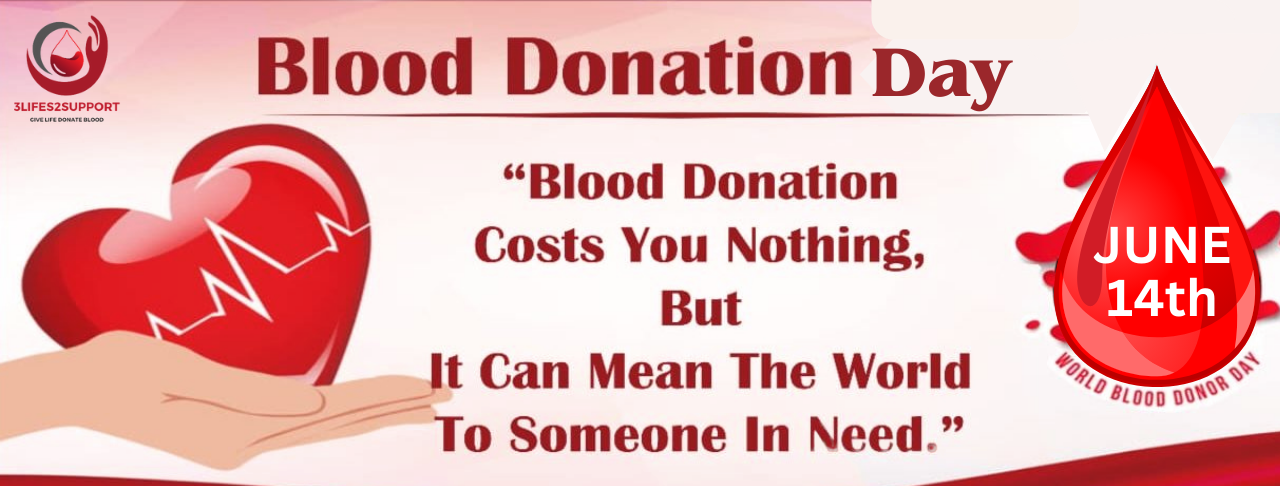 3LIFES2SUPPORT
GIVE LIFE DONATE BLOOD
Blood Donation Day
“Blood Donation
Costs You Nothing,
But
It Can Mean The World
To Someone In Need.”
JUNE
14th
WORLD BLOOD DONOR DAY